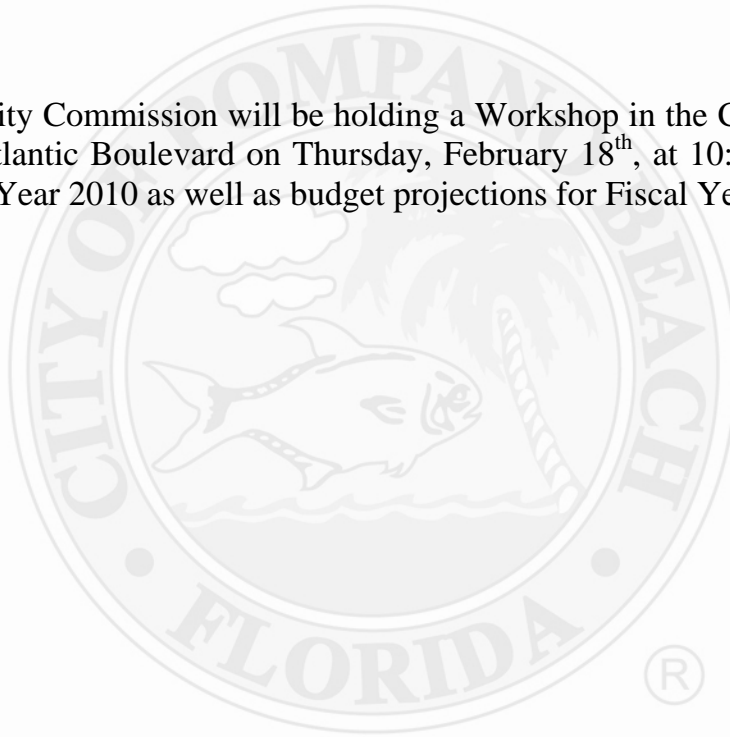 ity Commission will be holding a Workshop in the C
tlantic Boulevard on Thursday, February 18th, at 10:
Year 2010 as well as budget projections for Fiscal Ye
CITY OF POMPANO BEACH
FLORIDA
®